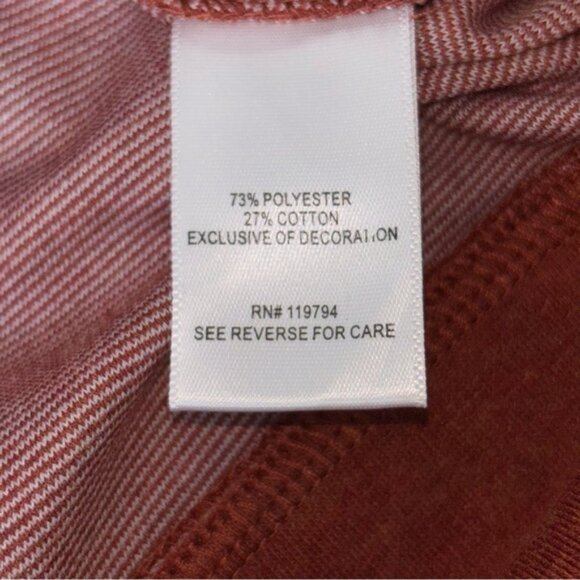 73% POLYESTER
27% COTTON
EXCLUSIVE OF DECORATION
RN# 119794
SEE REVERSE FOR CARE